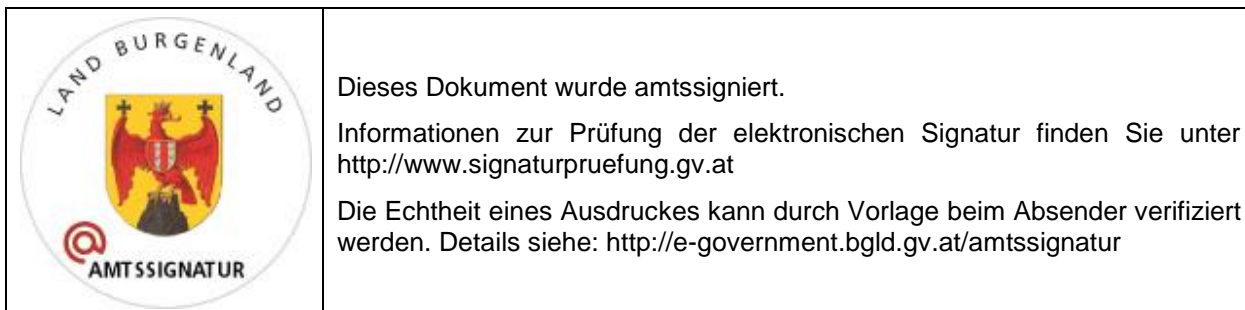 LAND BURGENLAND
@
AMTSSIGNATUR
Dieses Dokument wurde amtssigniert.
Informationen zur Prüfung der elektronischen Signatur finden Sie unter
http://www.signaturpruefung.gv.at
Die Echtheit eines Ausdruckes kann durch Vorlage beim Absender verifiziert
werden. Details siehe: http://e-government.bgld.gv.at/amtssignatur